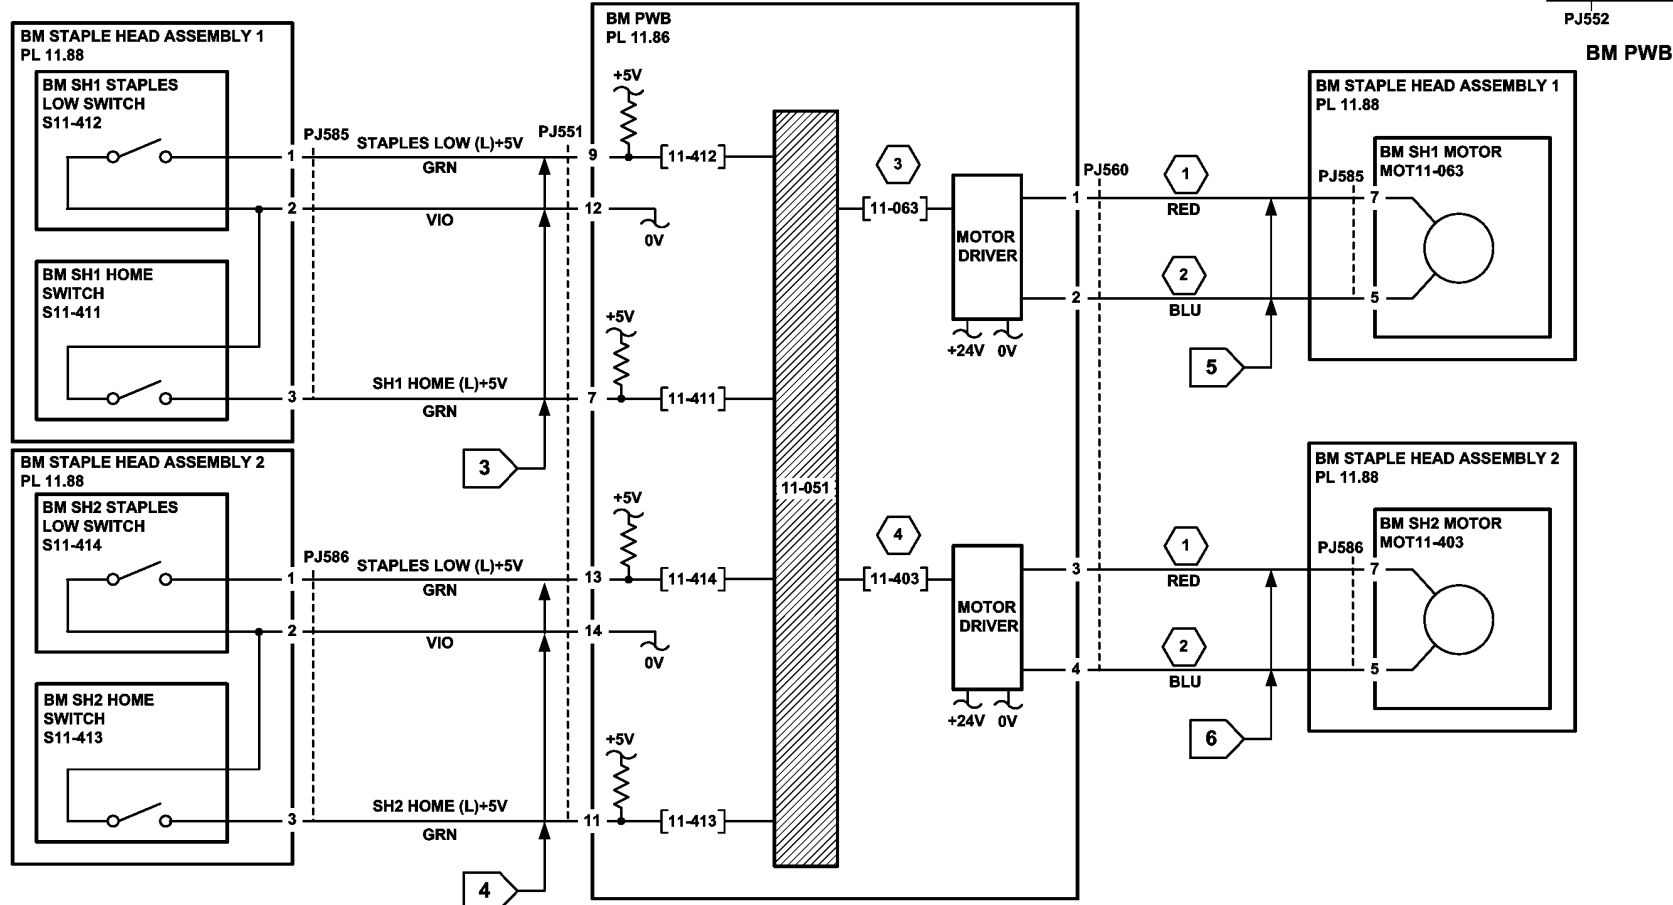 PJ552
BM PWB
BM STAPLE HEAD ASSEMBLY 1
PL 11.88
BM SH1 STAPLES
LOW SWITCH
S11-412
1
2
BM SH1 HOME
SWITCH
S11-411
3
PJ585
STAPLES LOW (L)+5V
GRN
VIO
SH1 HOME (L)+5V
GRN
3
PJ551
BM STAPLE HEAD ASSEMBLY 2
PL 11.88
BM SH2 STAPLES
LOW SWITCH
S11-414
1
2
BM SH2 HOME
SWITCH
S11-413
3
PJ586
STAPLES LOW (L)+5V
GRN
VIO
SH2 HOME (L)+5V
GRN
4
BM PWB
PL 11.86
+5V
9
11-412
12
0V
+5V
7
11-411
+5V
13
11-414
14
0V
+5V
11
11-413
11-051
3
11-063
MOTOR
DRIVER
+24V 0V
1
2
4
11-403
MOTOR
DRIVER
+24V 0V
3
4
PJ560
1
RED
2
BLU
5
1
RED
2
BLU
6
BM STAPLE HEAD ASSEMBLY 1
PL 11.88
BM SH1 MOTOR
MOT11-063
PJ585
7
5
BM STAPLE HEAD ASSEMBLY 2
PL 11.88
BM SH2 MOTOR
MOT11-403
PJ586
7
5